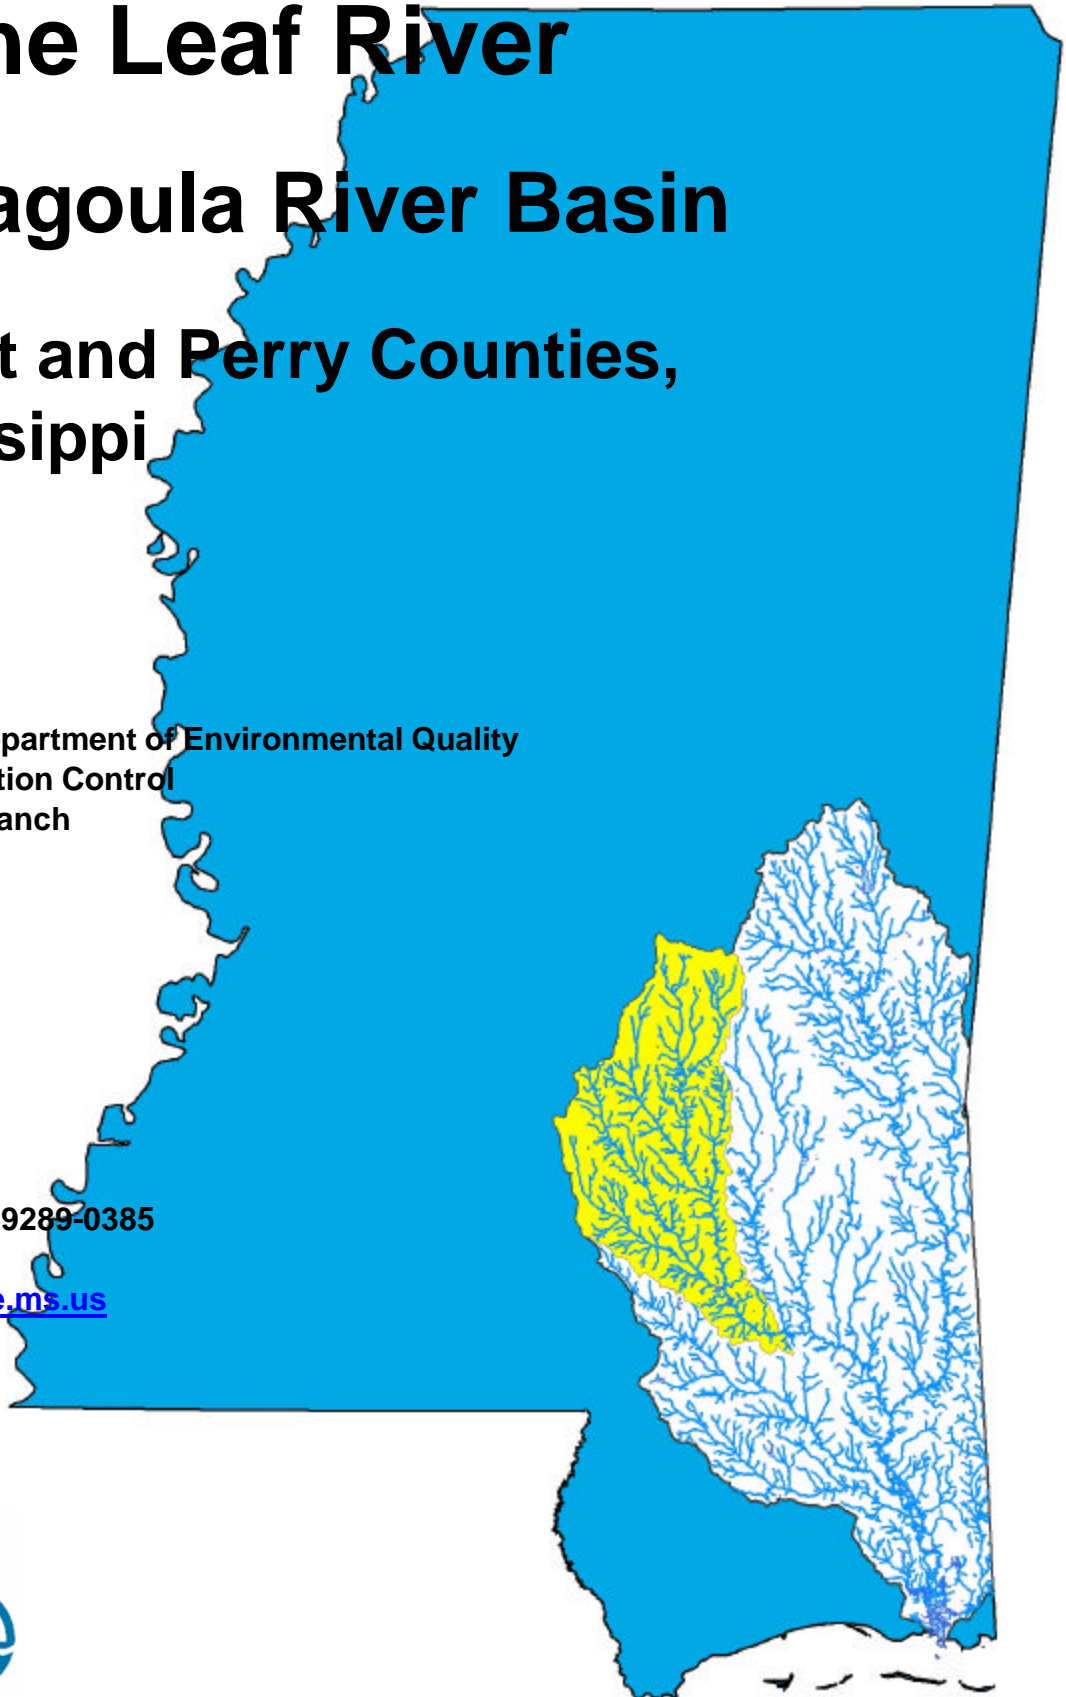 ne Leaf River
agoula River Basin
t and Perry Counties,
sippi
partment of Environmental Quality
tion Control
anch
9289-0385
e.ms.us